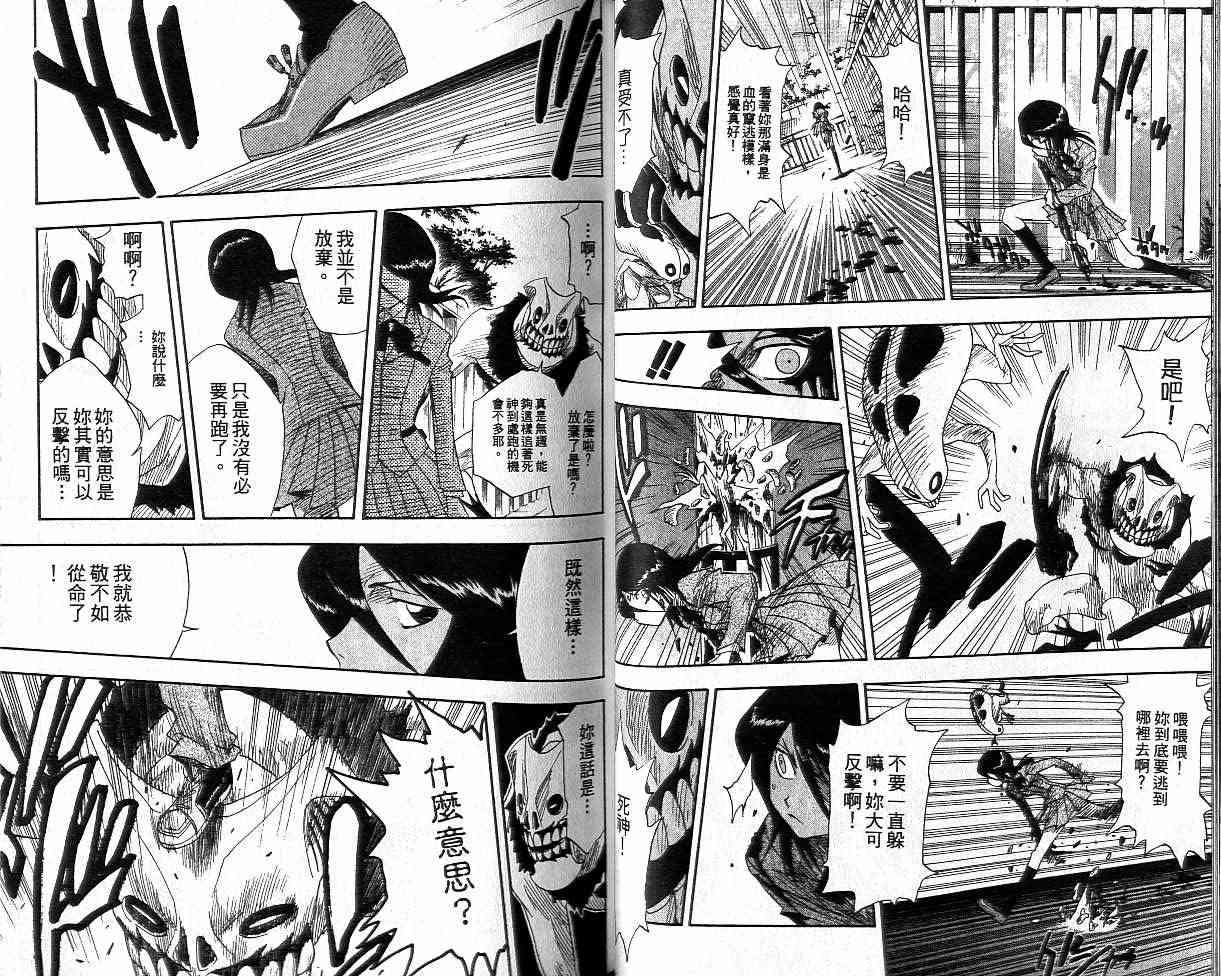 哈哈！
看著妳那滿身是
血的竄逃模樣，
感覺真好！
真受不了…
是吧！
!!
喂喂喂！
妳到底要逃到
哪裡去啊？
不要一直躲
嘛，妳大可
反擊啊！
死神！
…啊？
怎麼啦？
放棄了是嗎？
真是無趣，能
夠這樣追著死
神到處跑的機
會不多耶。
我並不是
放棄。
只是我沒有必
要再跑了。
啊啊？
妳說什麼
…
妳的意思是
妳其實可以
反擊的嗎…
既然這樣…
我就恭
敬不如
從命了
！
妳這話是…
什麼意思？